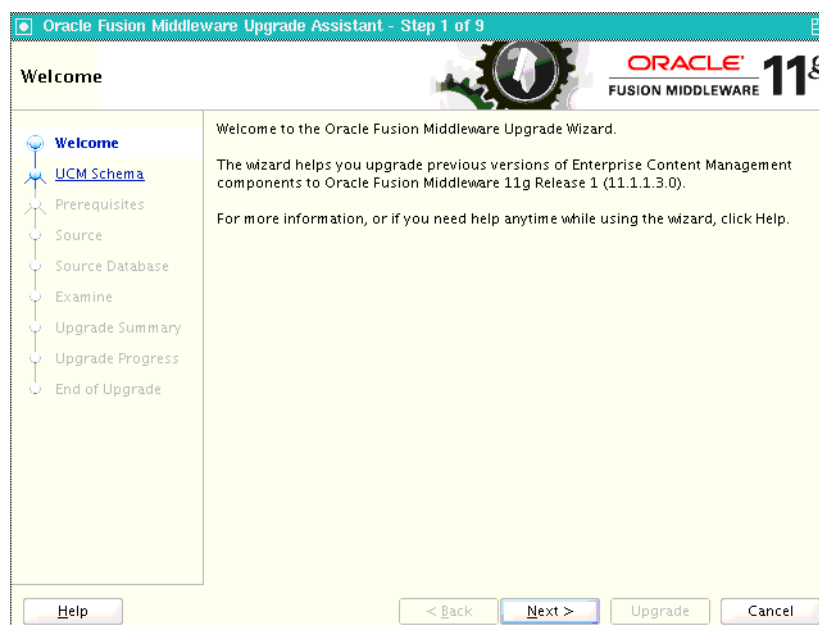 Oracle Fusion Middleware Upgrade Assistant - Step 1 of 9
Welcome
ORACLE
FUSION MIDDLEWARE 11g
Welcome
UCM Schema
Prerequisites
Source
Source Database
Examine
Upgrade Summary
Upgrade Progress
End of Upgrade
Welcome to the Oracle Fusion Middleware Upgrade Wizard.
The wizard helps you upgrade previous versions of Enterprise Content Management
components to Oracle Fusion Middleware 11g Release 1 (11.1.1.3.0).
For more information, or if you need help anytime while using the wizard, click Help.
Help
< Back
Next >
Upgrade
Cancel